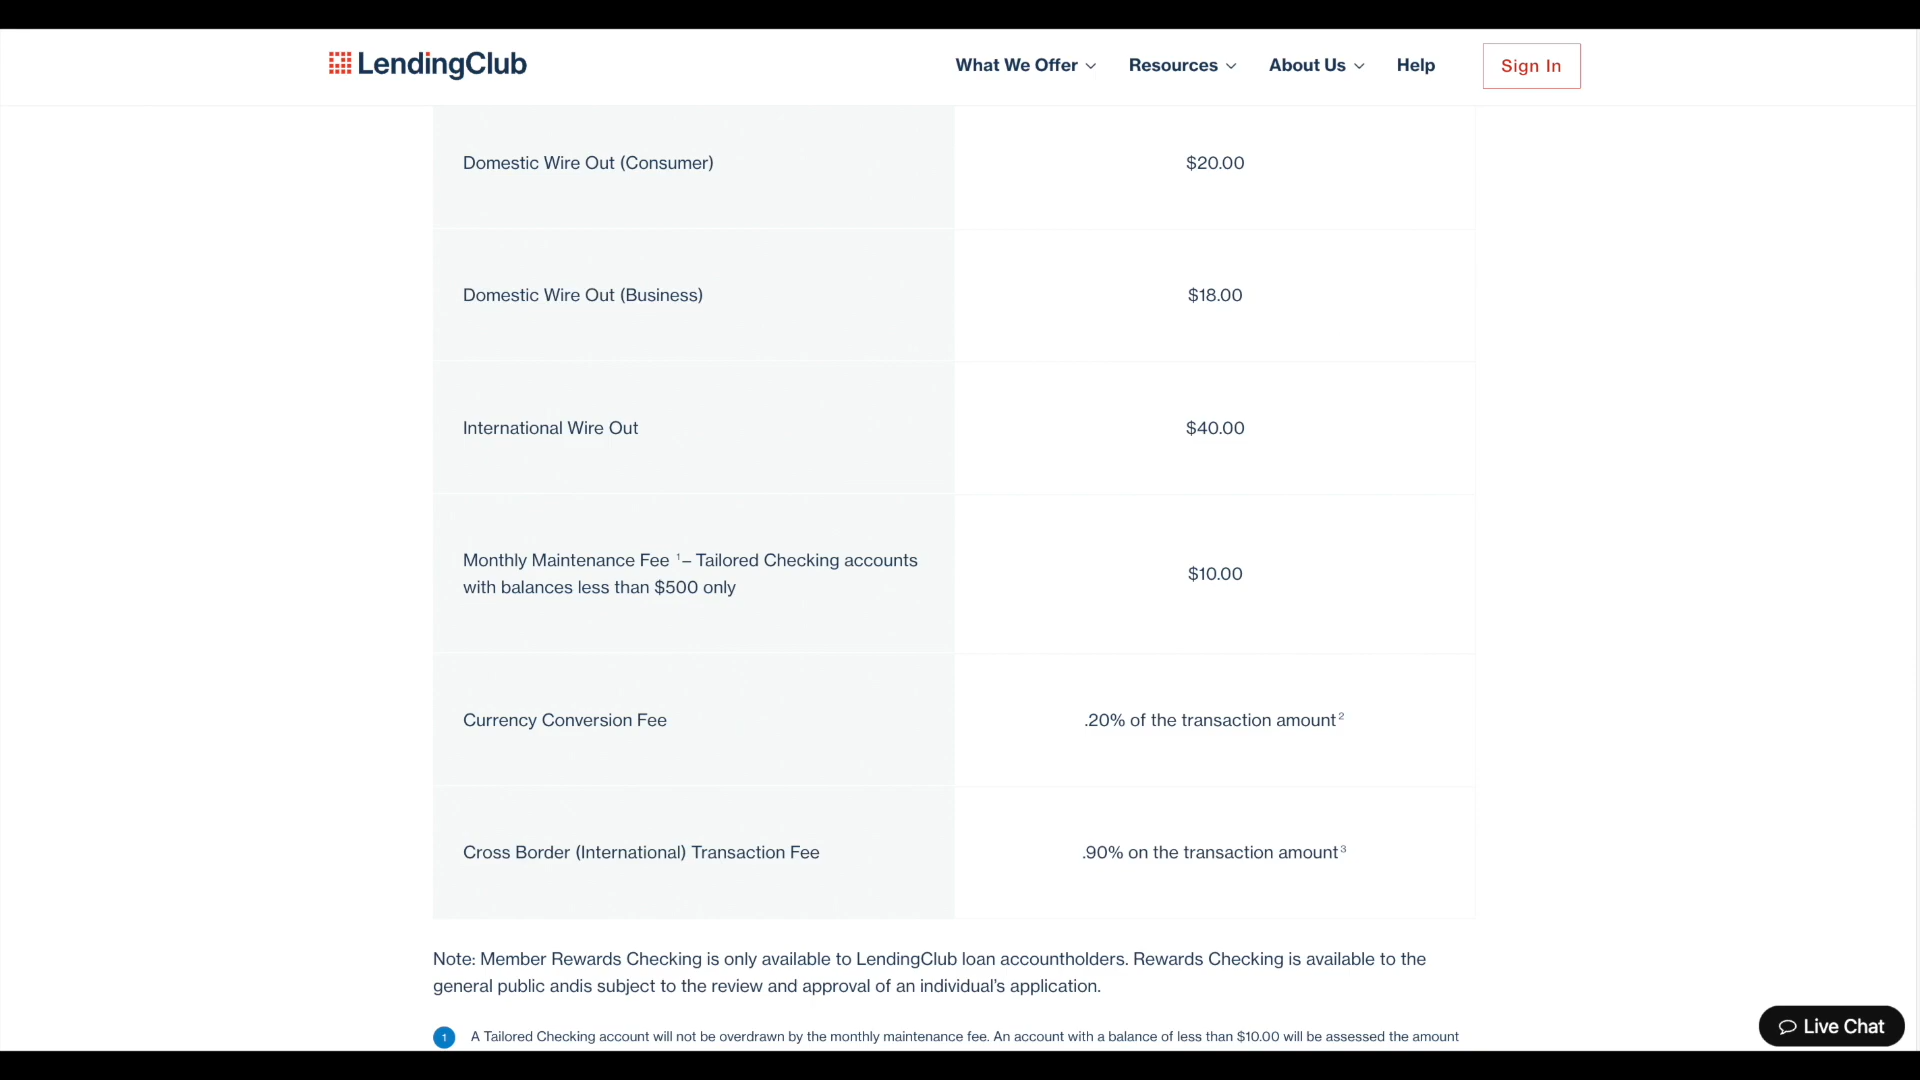 LendingClub
What We Offer
Resources
About Us
Help
Sign In
Domestic Wire Out (Consumer)
$20.00
Domestic Wire Out (Business)
$18.00
International Wire Out
$40.00
Monthly Maintenance Fee ¹– Tailored Checking accounts
with balances less than $500 only
$10.00
Currency Conversion Fee
.20% of the transaction amount²
Cross Border (International) Transaction Fee
.90% on the transaction amount³
Note: Member Rewards Checking is only available to LendingClub loan accountholders. Rewards Checking is available to the
general public andis subject to the review and approval of an individual’s application.
1 A Tailored Checking account will not be overdrawn by the monthly maintenance fee. An account with a balance of less than $10.00 will be assessed the amount
Live Chat